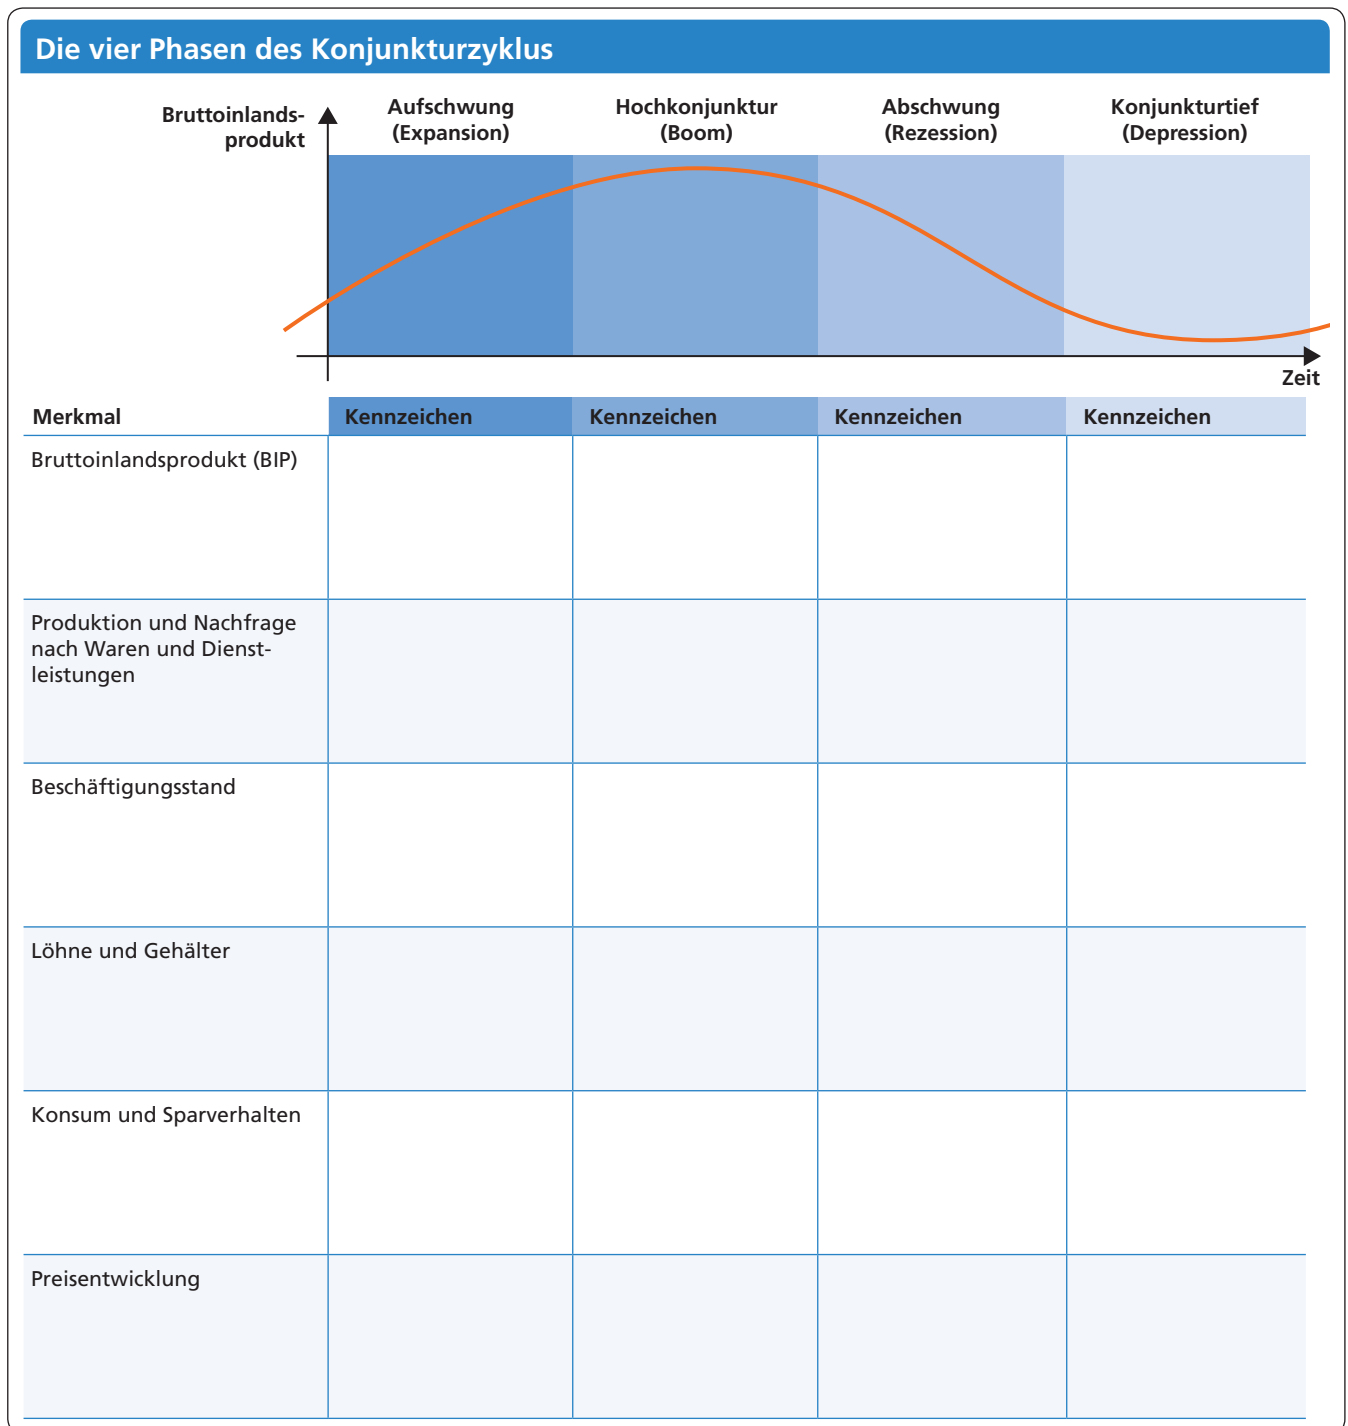 Die vier Phasen des Konjunkturzyklus
Bruttoinlands-
produkt
Aufschwung
(Expansion)
Hochkonjunktur
(Boom)
Abschwung
(Rezession)
Konjunkturtief
(Depression)
Zeit
Merkmal Kennzeichen Kennzeichen Kennzeichen Kennzeichen
Bruttoinlandsprodukt (BIP)
Produktion und Nachfrage
nach Waren und Dienst-
leistungen
Beschäftigungsstand
Löhne und Gehälter
Konsum und Sparverhalten
Preisentwicklung